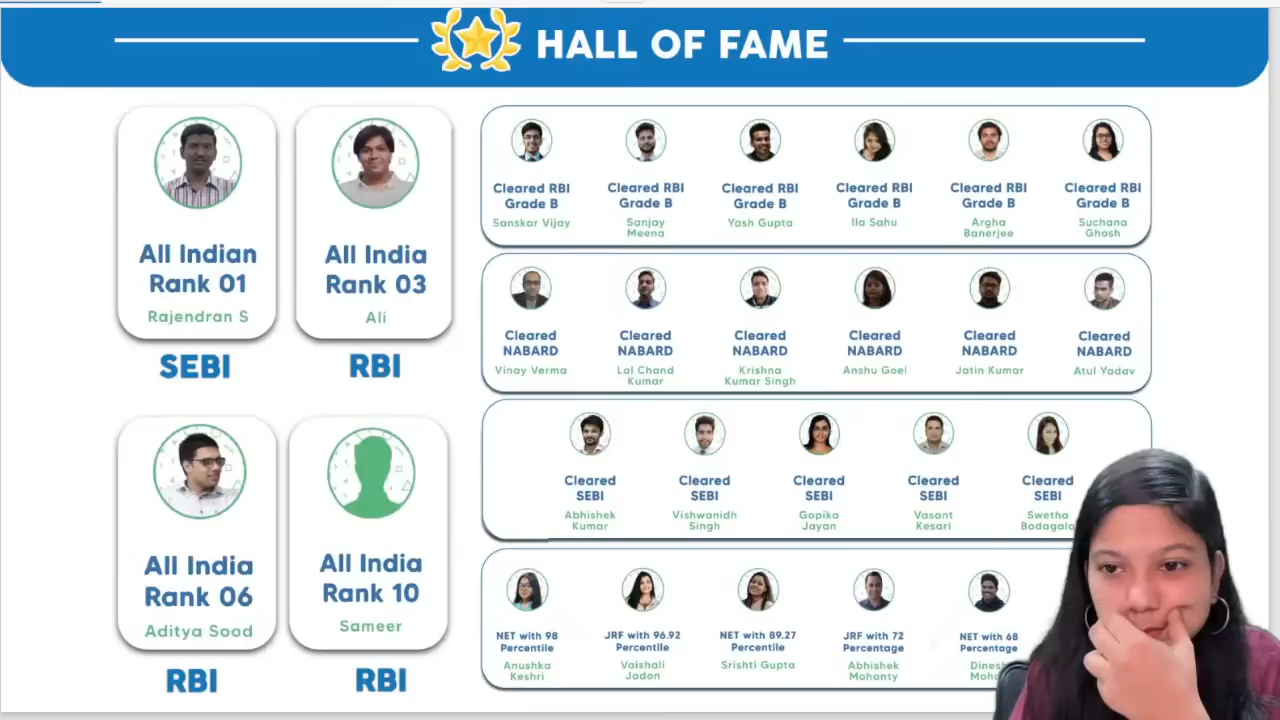 HALL OF FAME
All Indian
Rank 01
Rajendran S
SEBI
All India
Rank 03
Ali
RBI
All India
Rank 06
Aditya Sood
RBI
All India
Rank 10
Sameer
RBI
Cleared RBI
Grade B
Sanskar Vijay
Cleared RBI
Grade B
Sanjay
Meena
Cleared RBI
Grade B
Yash Gupta
Cleared RBI
Grade B
Ila Sahu
Cleared RBI
Grade B
Argha
Banerjee
Cleared RBI
Grade B
Suchana
Ghosh
Cleared
NABARD
Vinay Verma
Cleared
NABARD
Lal Chand
Kumar
Cleared
NABARD
Krishna
Kumar Singh
Cleared
NABARD
Anshu Goel
Cleared
NABARD
Jatin Kumar
Cleared
NABARD
Atul Yadav
Cleared
SEBI
Abhishek
Kumar
Cleared
SEBI
Vishwanidh
Singh
Cleared
SEBI
Gopika
Jayan
Cleared
SEBI
Vasant
Kesari
Cleared
SEBI
Swetha
Bodagala
NET with 98
Percentile
Anushka
Keshri
JRF with 96.92
Percentile
Vaishali
Jadon
NET with 89.27
Percentile
Srishti Gupta
JRF with 72
Percentage
Abhishek
Mohanty
NET with 68
Percentage